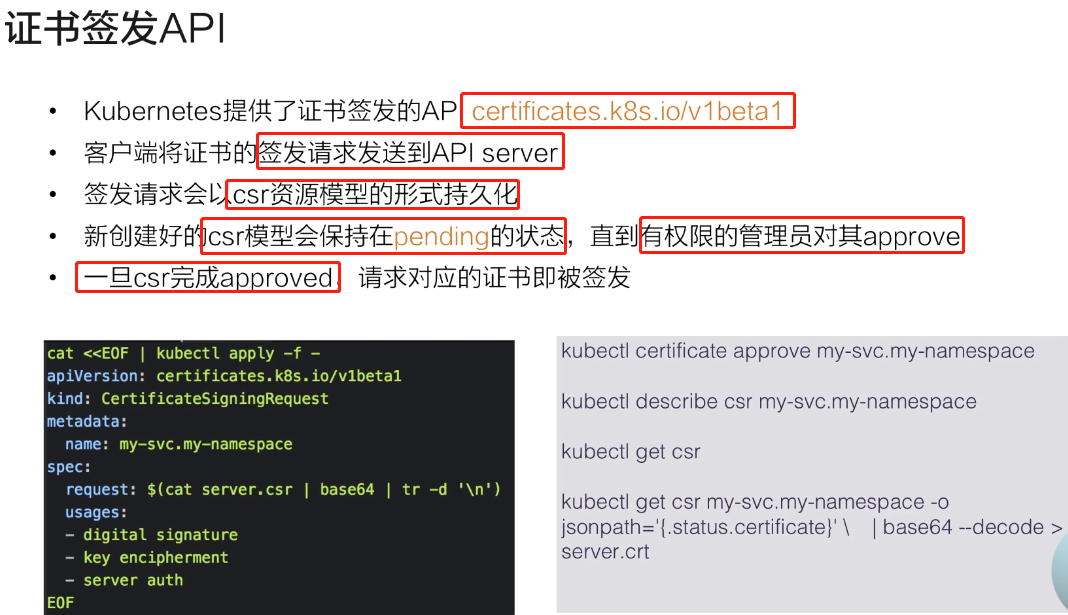 证书签发API
• Kubernetes提供了证书签发的AP certificates.k8s.io/v1beta1
• 客户端将证书的签发请求发送到API server
• 签发请求会以csr资源模型的形式持久化
• 新创建好的csr模型会保持在pending的状态，直到有权限的管理员对其approve
• 一旦csr完成approved，请求对应的证书即被签发
cat <<EOF | kubectl apply -f -
apiVersion: certificates.k8s.io/v1beta1
kind: CertificateSigningRequest
metadata:
  name: my-svc.my-namespace
spec:
  request: $(cat server.csr | base64 | tr -d '\n')
  usages:
  - digital signature
  - key encipherment
  - server auth
EOF
kubectl certificate approve my-svc.my-namespace
kubectl describe csr my-svc.my-namespace
kubectl get csr
kubectl get csr my-svc.my-namespace -o
jsonpath='{.status.certificate}' \ | base64 --decode >
server.crt